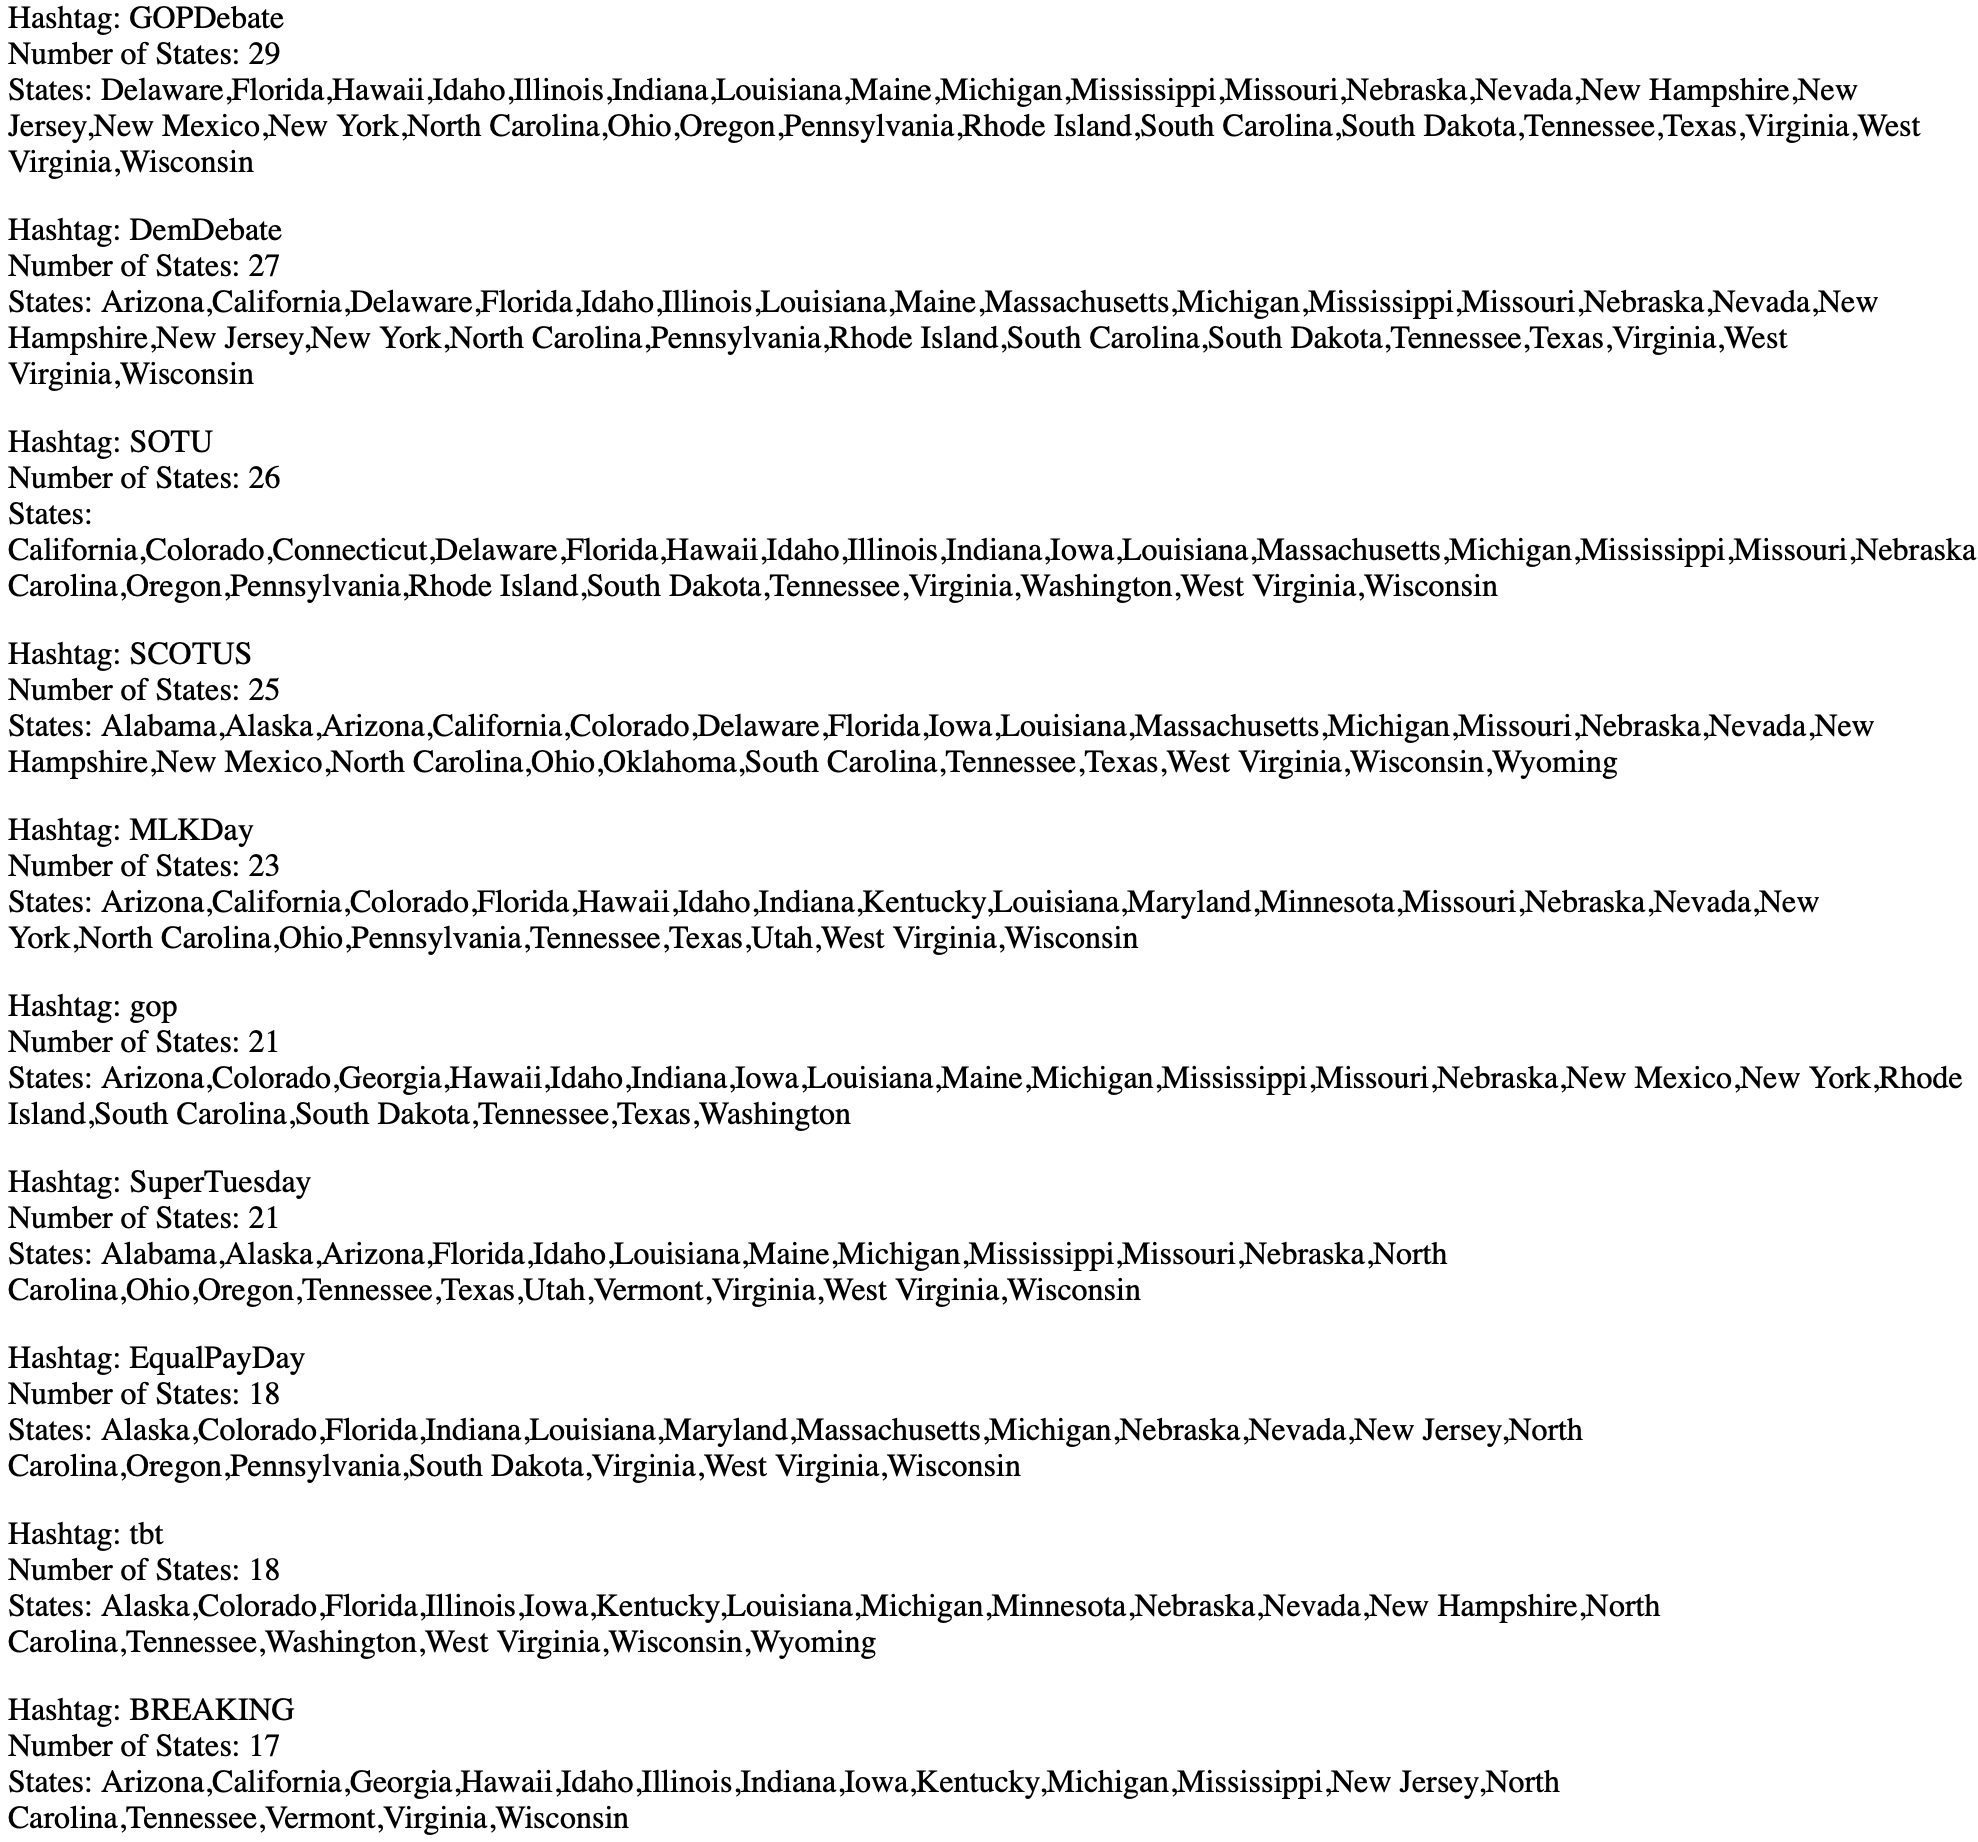 Hashtag: GOPDebate
Number of States: 29
States: Delaware,Florida,Hawaii,Idaho,Illinois,Indiana,Louisiana,Maine,Michigan,Mississippi,Missouri,Nebraska,Nevada,New Hampshire,New
Jersey,New Mexico,New York,North Carolina,Ohio,Oregon,Pennsylvania,Rhode Island,South Carolina,South Dakota,Tennessee,Texas,Virginia,West
Virginia,Wisconsin
Hashtag: DemDebate
Number of States: 27
States: Arizona,California,Delaware,Florida,Idaho,Illinois,Louisiana,Maine,Massachusetts,Michigan,Mississippi,Missouri,Nebraska,Nevada,New
Hampshire,New Jersey,New York,North Carolina,Pennsylvania,Rhode Island,South Carolina,South Dakota,Tennessee,Texas,Virginia,West
Virginia,Wisconsin
Hashtag: SOTU
Number of States: 26
States:
California,Colorado,Connecticut,Delaware,Florida,Hawaii,Idaho,Illinois,Indiana,Iowa,Louisiana,Massachusetts,Michigan,Mississippi,Missouri,Nebraska
Carolina,Oregon,Pennsylvania,Rhode Island,South Dakota,Tennessee,Virginia,Washington,West Virginia,Wisconsin
Hashtag: SCOTUS
Number of States: 25
States: Alabama,Alaska,Arizona,California,Colorado,Delaware,Florida,Iowa,Louisiana,Massachusetts,Michigan,Missouri,Nebraska,Nevada,New
Hampshire,New Mexico,North Carolina,Ohio,Oklahoma,South Carolina,Tennessee,Texas,West Virginia,Wisconsin,Wyoming
Hashtag: MLKDay
Number of States: 23
States: Arizona,California,Colorado,Florida,Hawaii,Idaho,Indiana,Kentucky,Louisiana,Maryland,Minnesota,Missouri,Nebraska,Nevada,New
York,North Carolina,Ohio,Pennsylvania,Tennessee,Texas,Utah,West Virginia,Wisconsin
Hashtag: gop
Number of States: 21
States: Arizona,Colorado,Georgia,Hawaii,Idaho,Indiana,Iowa,Louisiana,Maine,Michigan,Mississippi,Missouri,Nebraska,New Mexico,New York,Rhode
Island,South Carolina,South Dakota,Tennessee,Texas,Washington
Hashtag: SuperTuesday
Number of States: 21
States: Alabama,Alaska,Arizona,Florida,Idaho,Louisiana,Maine,Michigan,Mississippi,Missouri,Nebraska,North
Carolina,Ohio,Oregon,Tennessee,Texas,Utah,Vermont,Virginia,West Virginia,Wisconsin
Hashtag: EqualPayDay
Number of States: 18
States: Alaska,Colorado,Florida,Indiana,Louisiana,Maryland,Massachusetts,Michigan,Nebraska,Nevada,New Jersey,North
Carolina,Oregon,Pennsylvania,South Dakota,Virginia,West Virginia,Wisconsin
Hashtag: tbt
Number of States: 18
States: Alaska,Colorado,Florida,Illinois,Iowa,Kentucky,Louisiana,Michigan,Minnesota,Nebraska,Nevada,New Hampshire,North
Carolina,Tennessee,Washington,West Virginia,Wisconsin,Wyoming
Hashtag: BREAKING
Number of States: 17
States: Arizona,California,Georgia,Hawaii,Idaho,Illinois,Indiana,Iowa,Kentucky,Michigan,Mississippi,New Jersey,North
Carolina,Tennessee,Vermont,Virginia,Wisconsin